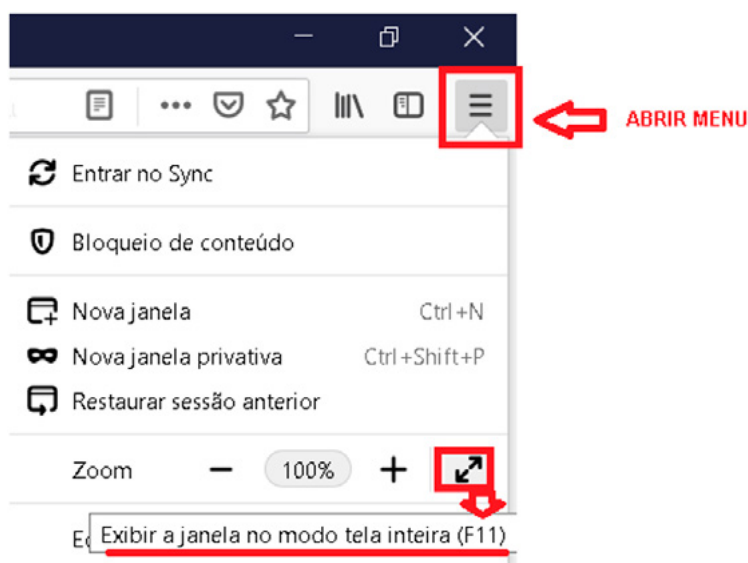 ABRIR MENU
Entrar no Sync
Bloqueio de conteúdo
Nova janela Ctrl+N
Nova janela privativa Ctrl+Shift+P
Restaurar sessão anterior
Zoom 100%
Exibir a janela no modo tela inteira (F11)